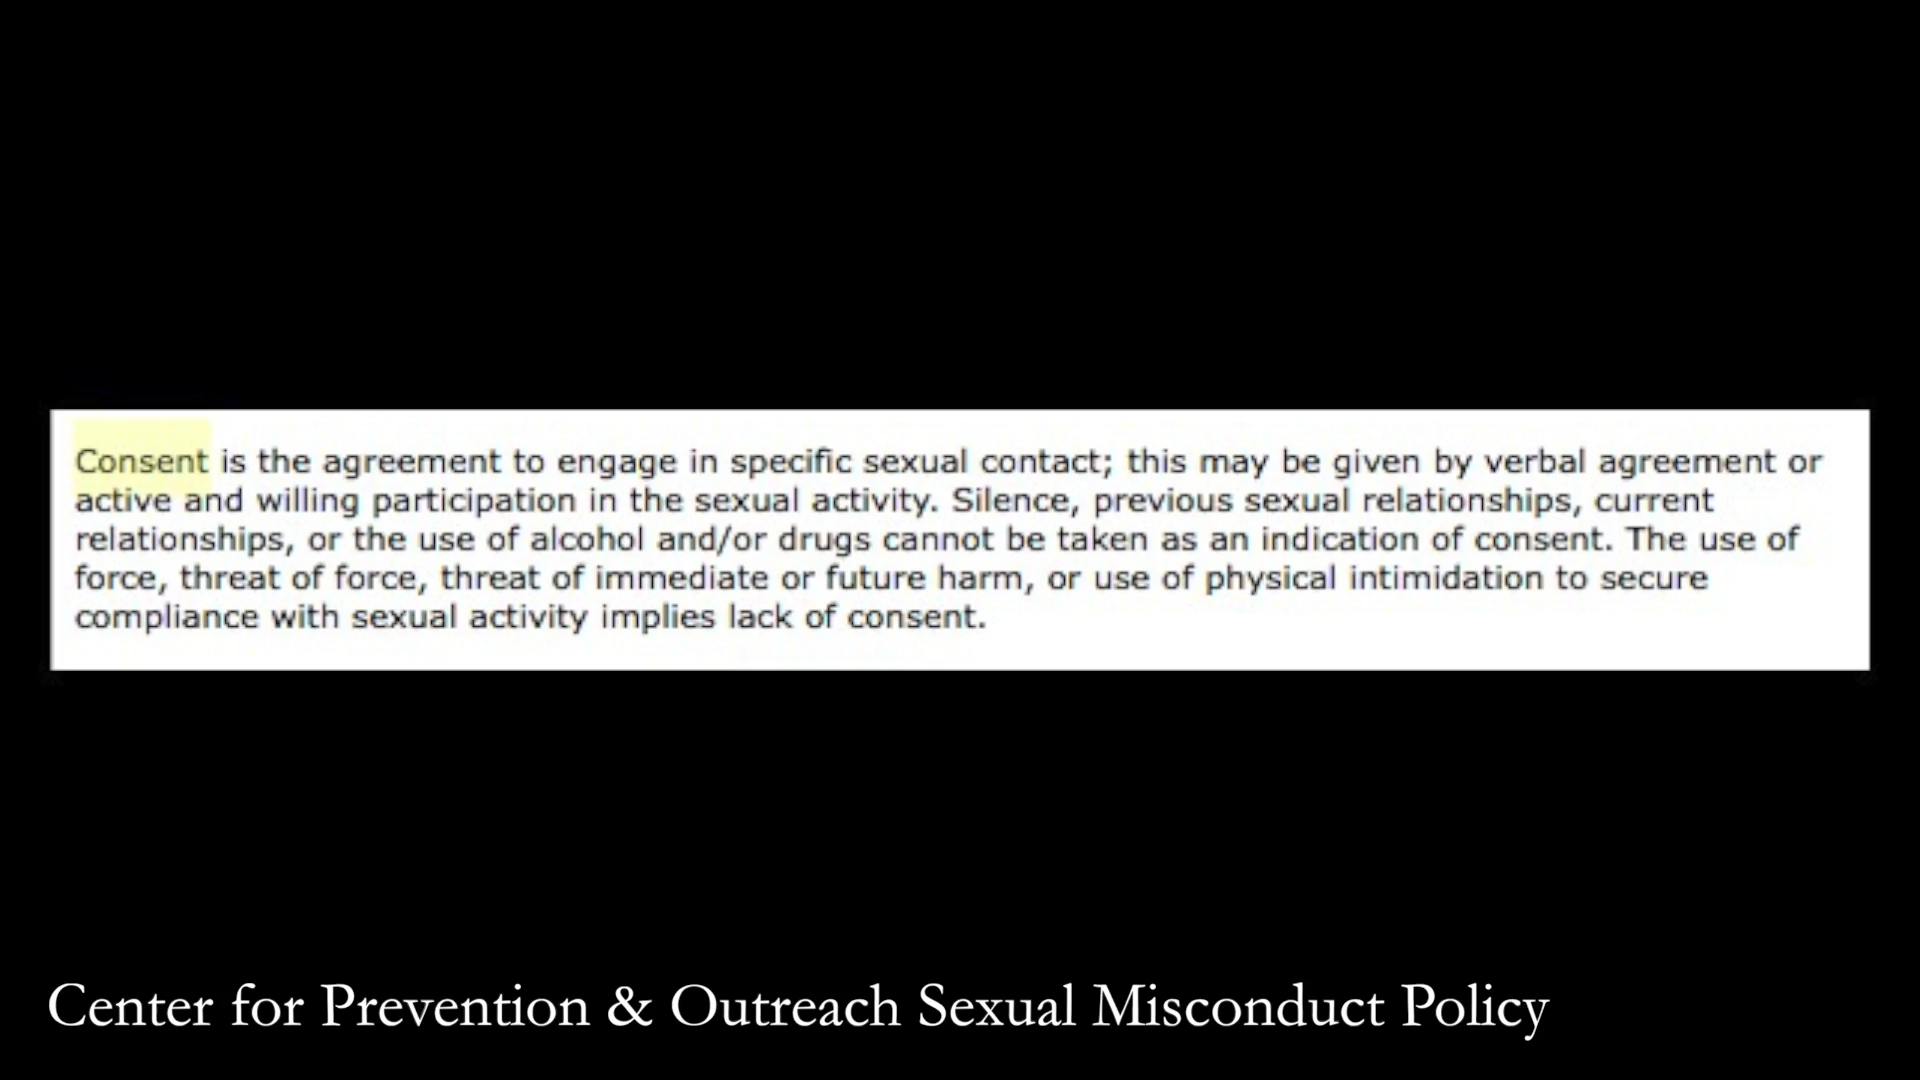 Consent is the agreement to engage in specific sexual contact; this may be given by verbal agreement or
active and willing participation in the sexual activity. Silence, previous sexual relationships, current
relationships, or the use of alcohol and/or drugs cannot be taken as an indication of consent. The use of
force, threat of force, threat of immediate or future harm, or use of physical intimidation to secure
compliance with sexual activity implies lack of consent.
Center for Prevention & Outreach Sexual Misconduct Policy